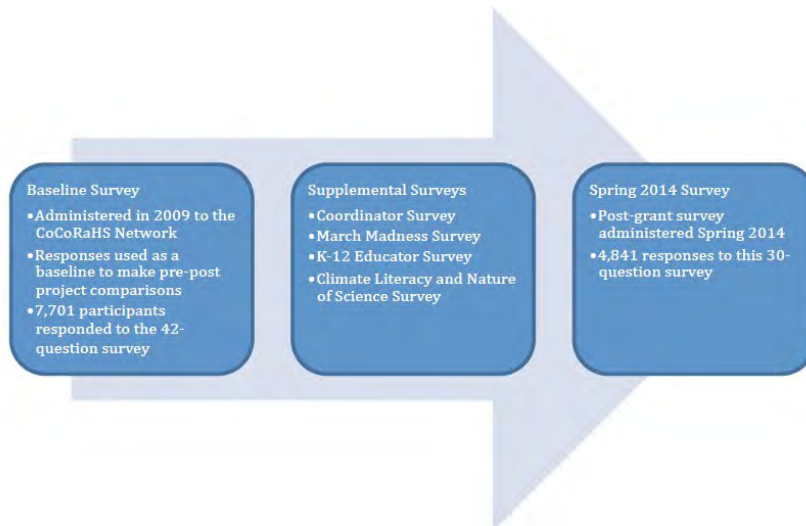 Baseline Survey
•Administered in 2009 to the
CoCoRaHS Network
•Responses used as a
baseline to make pre-post
project comparisons
•7,701 participants
responded to the 42-
question survey
Supplemental Surveys
•Coordinator Survey
•March Madness Survey
•K-12 Educator Survey
•Climate Literacy and Nature
of Science Survey
Spring 2014 Survey
•Post-grant survey
administered Spring 2014
•4,841 responses to this 30-
question survey